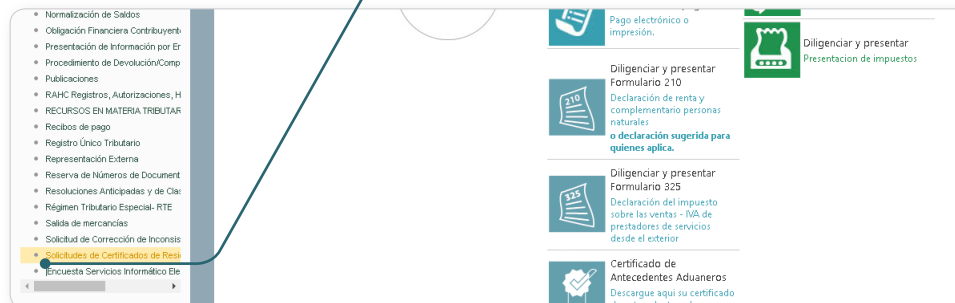 Normalización de Saldos
Obligación Financiera Contribuyent
Presentación de Información por Er
Procedimiento de Devolución/Comp
Publicaciones
RAHC Registros, Autorizaciones, H
RECURSOS EN MATERIA TRIBUTAR
Recibos de pago
Registro Único Tributario
Representación Externa
Reserva de Números de Document
Resoluciones Anticipadas y de Clas
Régimen Tributario Especial- RTE
Salida de mercancías
Solicitud de Corrección de Inconsis
Solicitudes de Certificados de Resi
Encuesta Servicios Informático Ele
Pago electrónico o
impresión.
210
Diligenciar y presentar
Formulario 210
Declaración de renta y
complementario personas
naturales
o declaración sugerida para
quienes aplica.
325
Diligenciar y presentar
Formulario 325
Declaración del impuesto
sobre las ventas - IVA de
prestadores de servicios
desde el exterior
Certificado de
Antecedentes Aduaneros
Descargue aqui su certificado
Diligenciar y presentar
Presentacion de impuestos